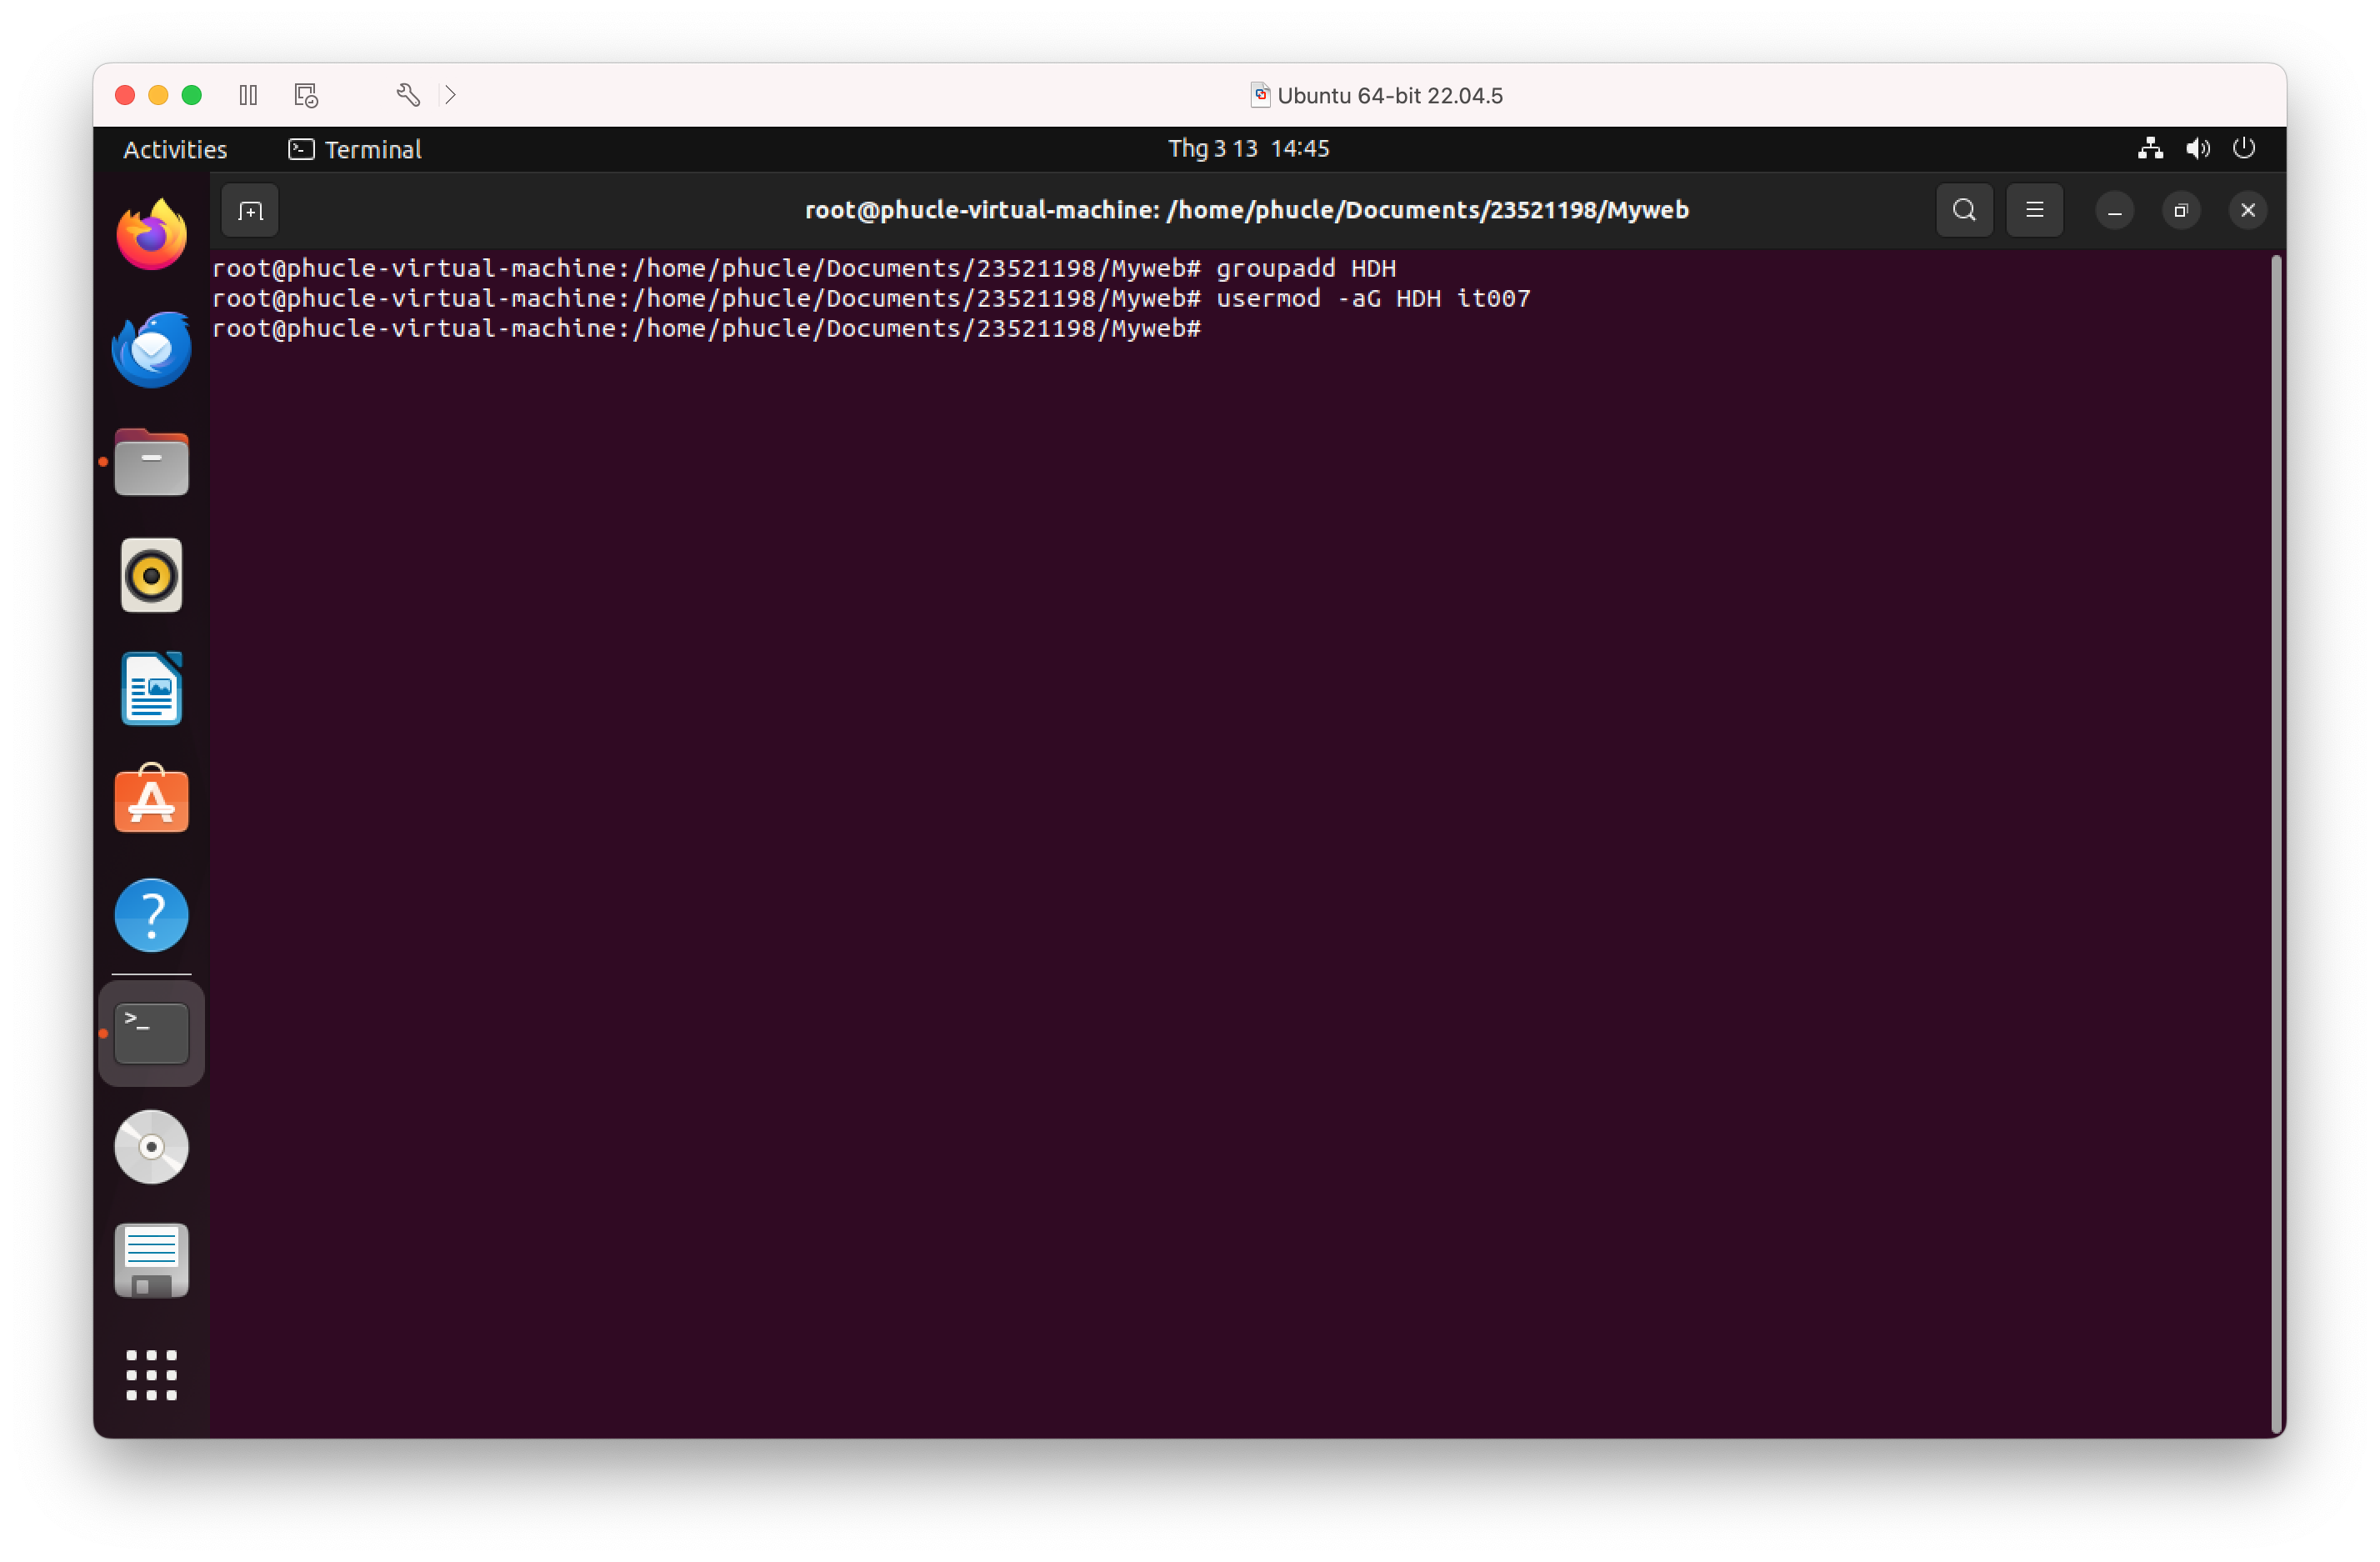 Ubuntu 64-bit 22.04.5
Activities
Terminal
Thg 3 13 14:45
root@phucle-virtual-machine: /home/phucle/Documents/23521198/Myweb
root@phucle-virtual-machine:/home/phucle/Documents/23521198/Myweb# groupadd HDH
root@phucle-virtual-machine:/home/phucle/Documents/23521198/Myweb# usermod -aG HDH it007
root@phucle-virtual-machine:/home/phucle/Documents/23521198/Myweb#